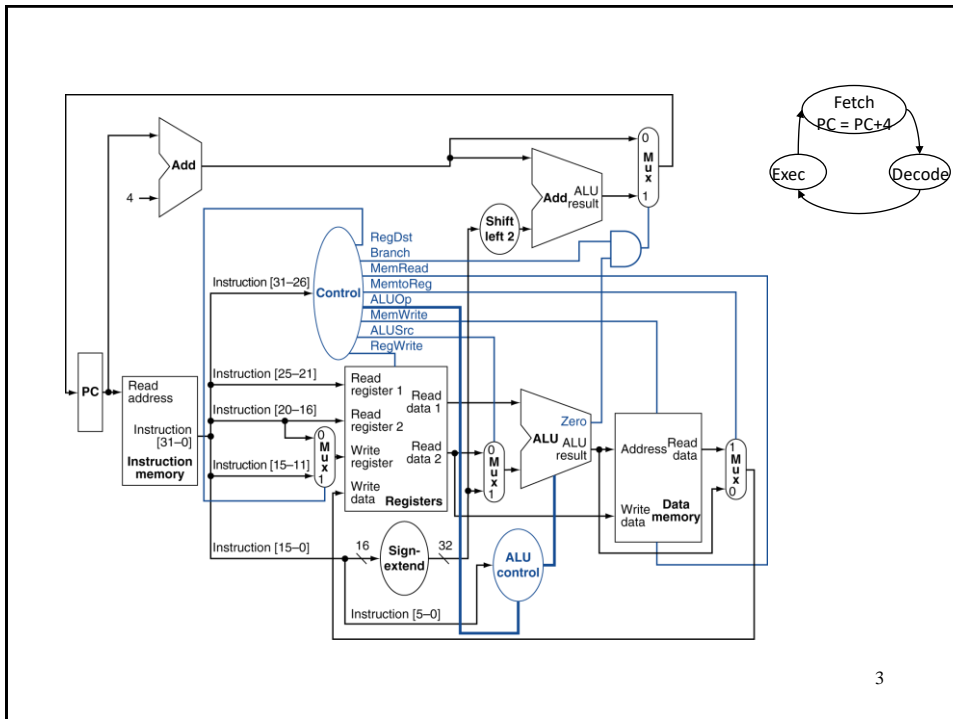 Fetch
PC = PC+4
Exec
Decode
Add
4
0
M
u
x
1
Add
ALU
result
Shift
left 2
RegDst
Branch
MemRead
MemtoReg
ALUOp
MemWrite
ALUSrc
RegWrite
Instruction [31–26]
Control
PC
Read
address
Instruction
[31–0]
Instruction
memory
Instruction [25–21]
Instruction [20–16]
Instruction [15–11]
0
M
u
x
1
Read
register 1
Read
register 2
Write
register
Write
data
Read
data 1
Read
data 2
Registers
0
M
u
x
1
Zero
ALU
ALU
result
Address
Read
data
Write
data
Data
memory
1
M
u
x
0
Instruction [15–0]
16
Sign-
extend
32
ALU
control
Instruction [5–0]
3